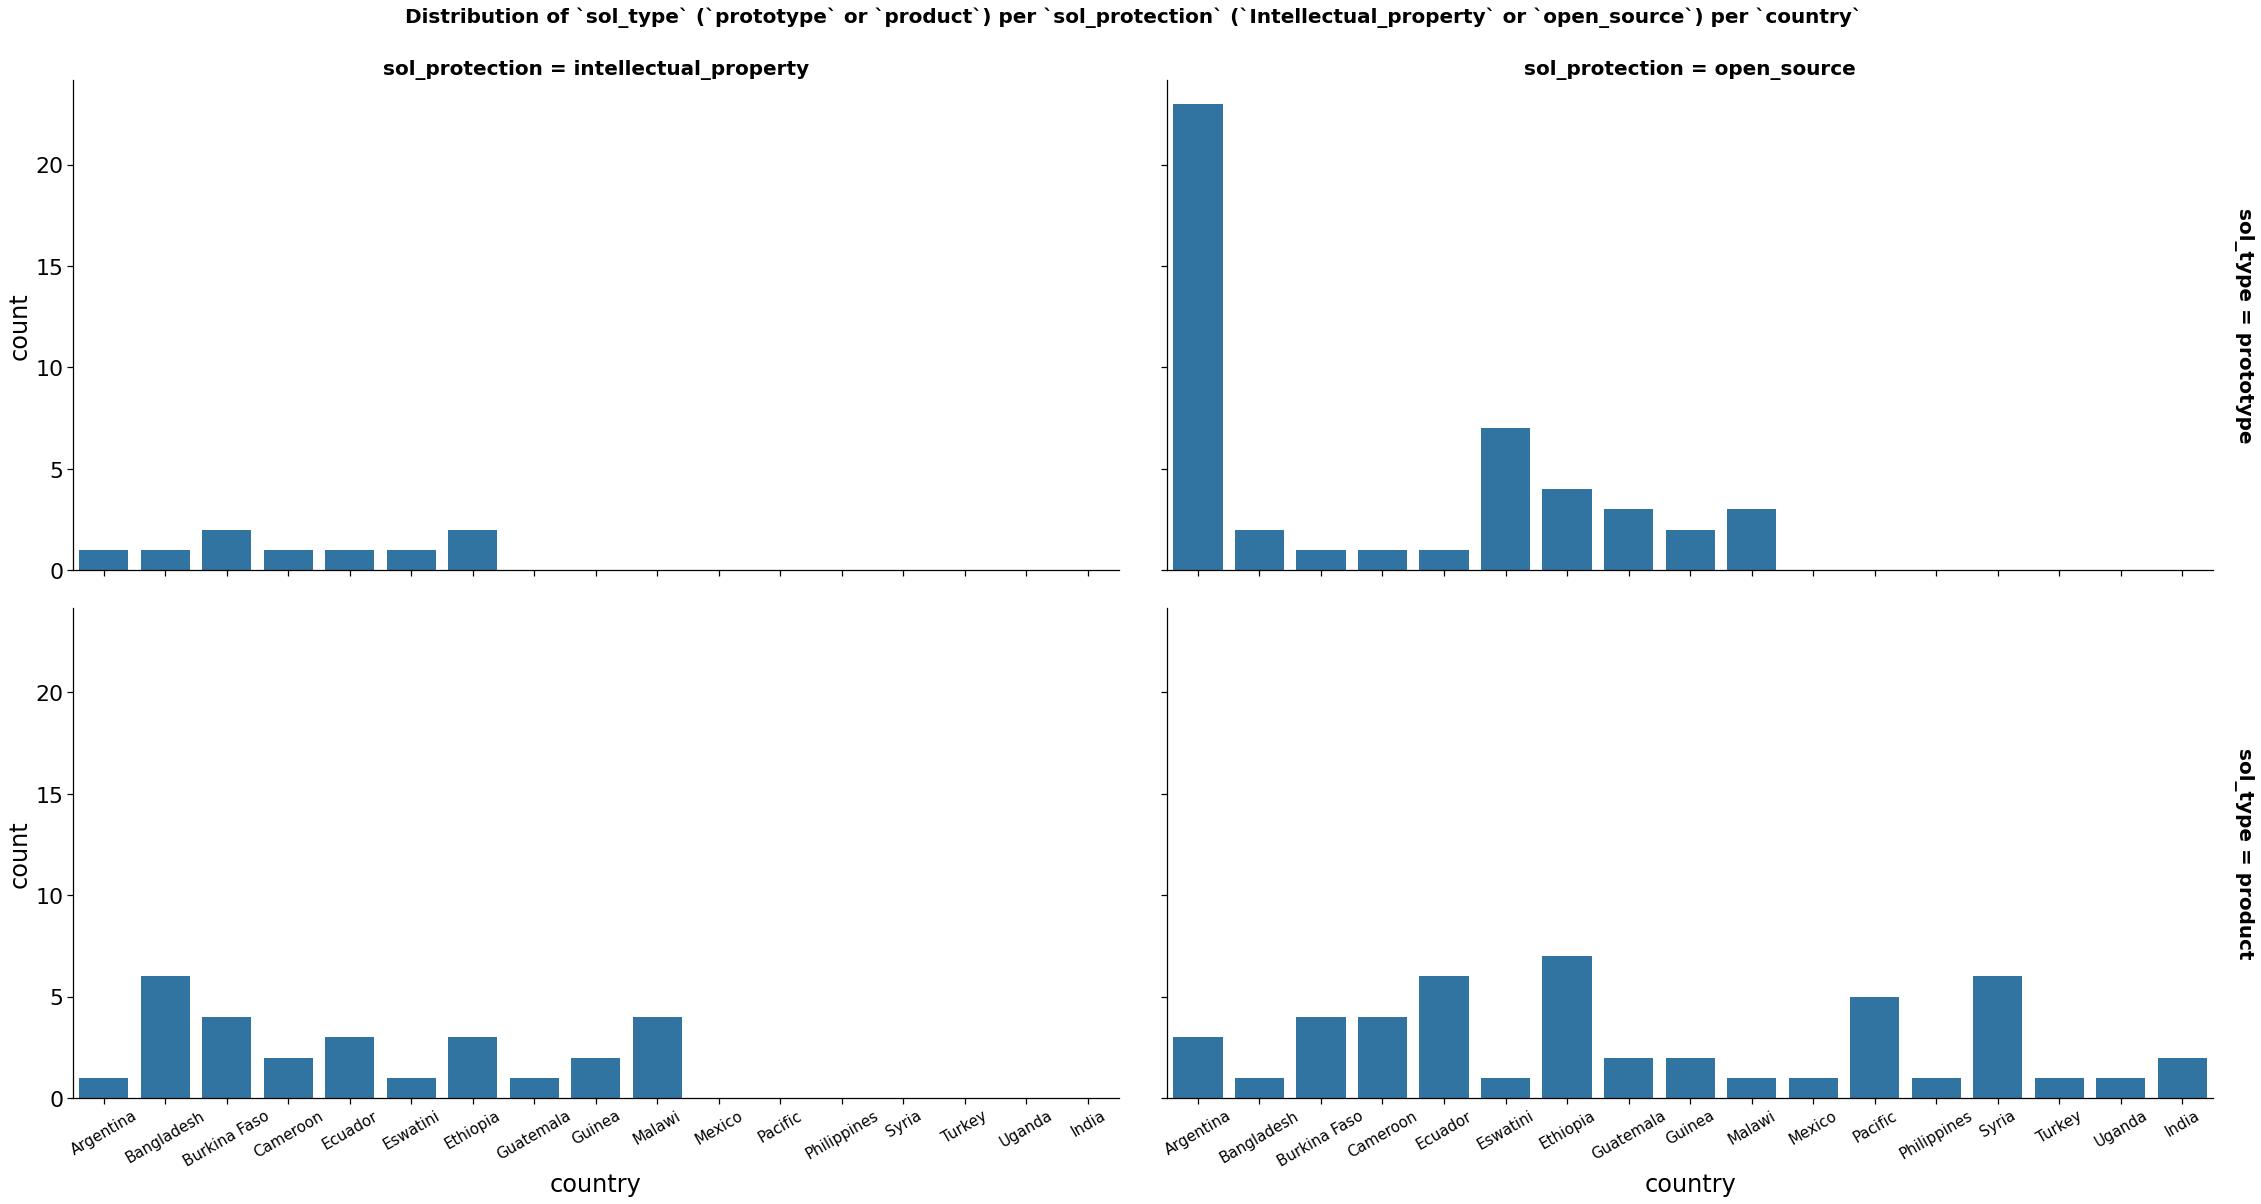 Distribution of `sol_type` (`prototype` or `product`) per `sol_protection` (`Intellectual_property` or `open_source`) per `country`
sol_protection = intellectual_property
sol_protection = open_source
20
15
10
5
0
count
sol_type = prototype
20
15
10
5
0
count
sol_type = product
Argentina
Bangladesh
Burkina Faso
Cameroon
Ecuador
Eswatini
Ethiopia
Guatemala
Guinea
Malawi
Mexico
Pacific
Philippines
Syria
Turkey
Uganda
India
country
Argentina
Bangladesh
Burkina Faso
Cameroon
Ecuador
Eswatini
Ethiopia
Guatemala
Guinea
Malawi
Mexico
Pacific
Philippines
Syria
Turkey
Uganda
India
country